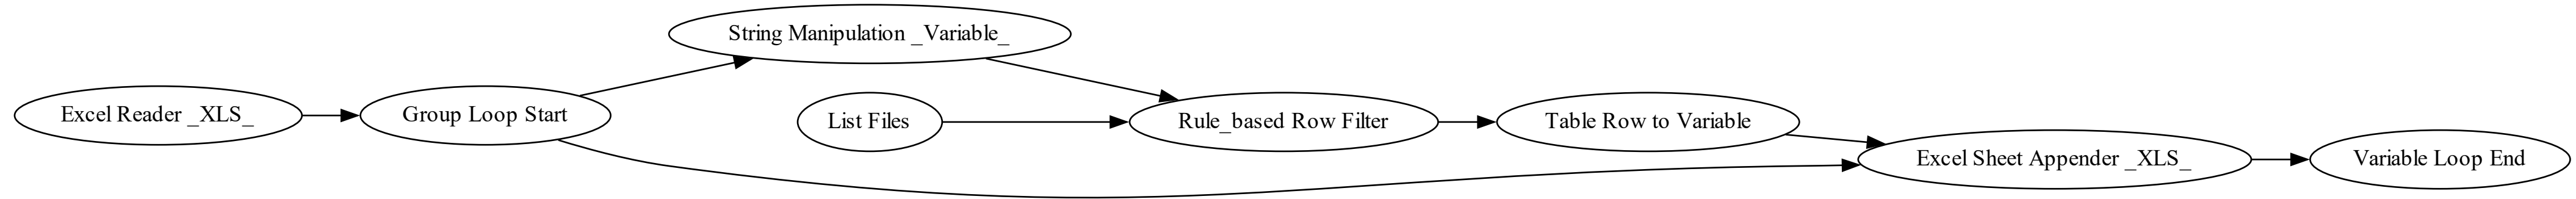 String Manipulation _Variable_
Excel Reader _XLS_
Group Loop Start
List Files
Rule_based Row Filter
Table Row to Variable
Excel Sheet Appender _XLS_
Variable Loop End